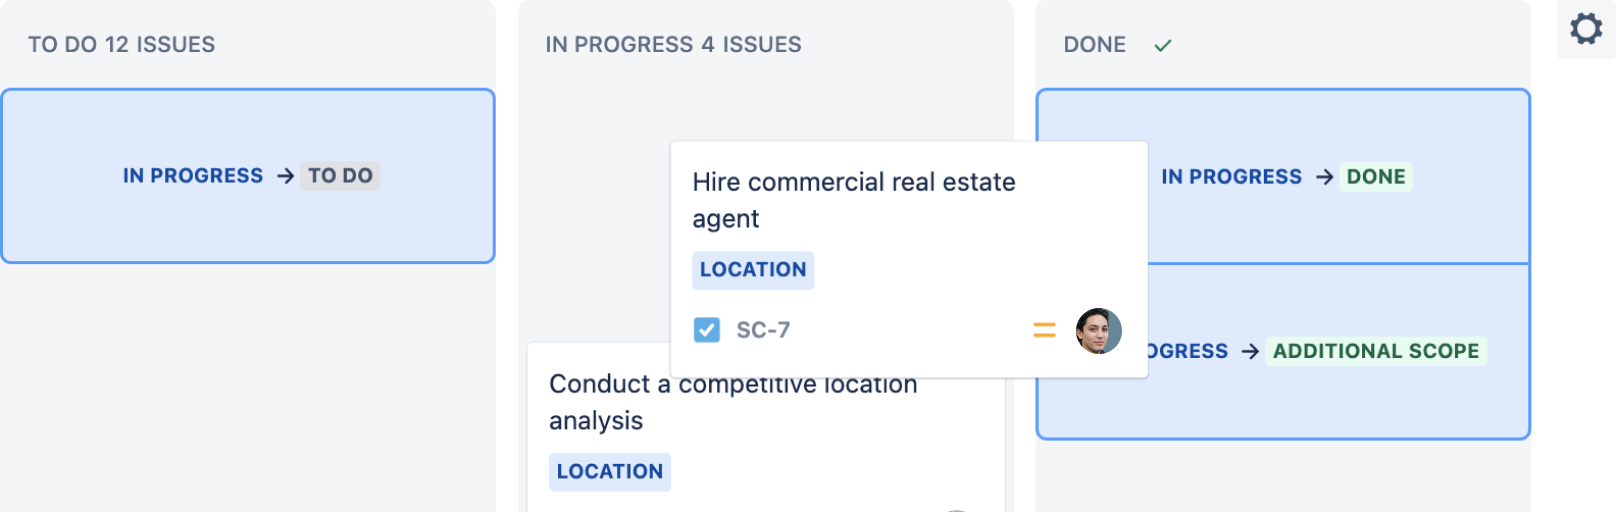 TO DO 12 ISSUES
IN PROGRESS 4 ISSUES
DONE
IN PROGRESS → TO DO
Hire commercial real estate
agent
LOCATION
SC-7
Conduct a competitive location
analysis
LOCATION
IN PROGRESS → DONE
→ ADDITIONAL SCOPE